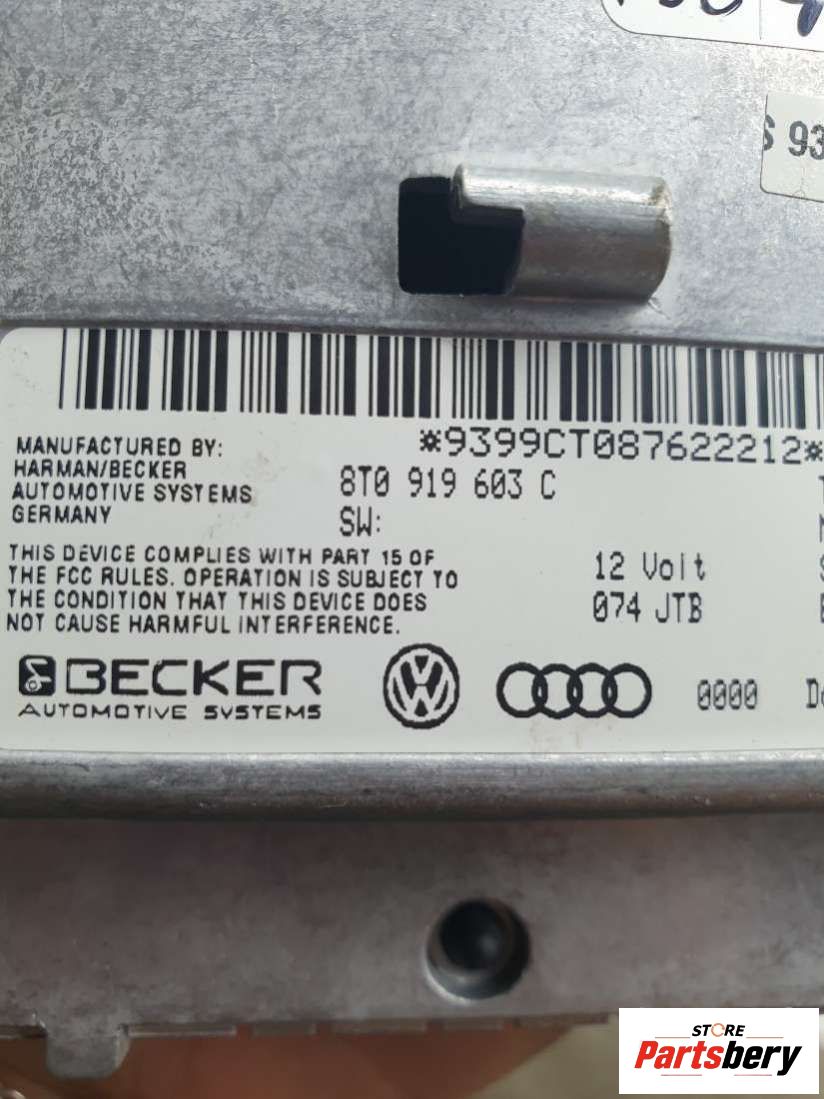 S 93
*9399CT087622212*
MANUFACTURED BY:
HARMAN/BECKER
AUTOMOTIVE SYSTEMS
GERMANY
8T0 919 603 C
SW:
THIS DEVICE COMPLIES WITH PART 15 OF
THE FCC RULES. OPERATION IS SUBJECT TO
THE CONDITION THAT THIS DEVICE DOES
NOT CAUSE HARMFUL INTERFERENCE.
12 Volt
074 JTB
BECKER
AUTOMOTIVE SYSTEMS
0000
STORE
Partsbery